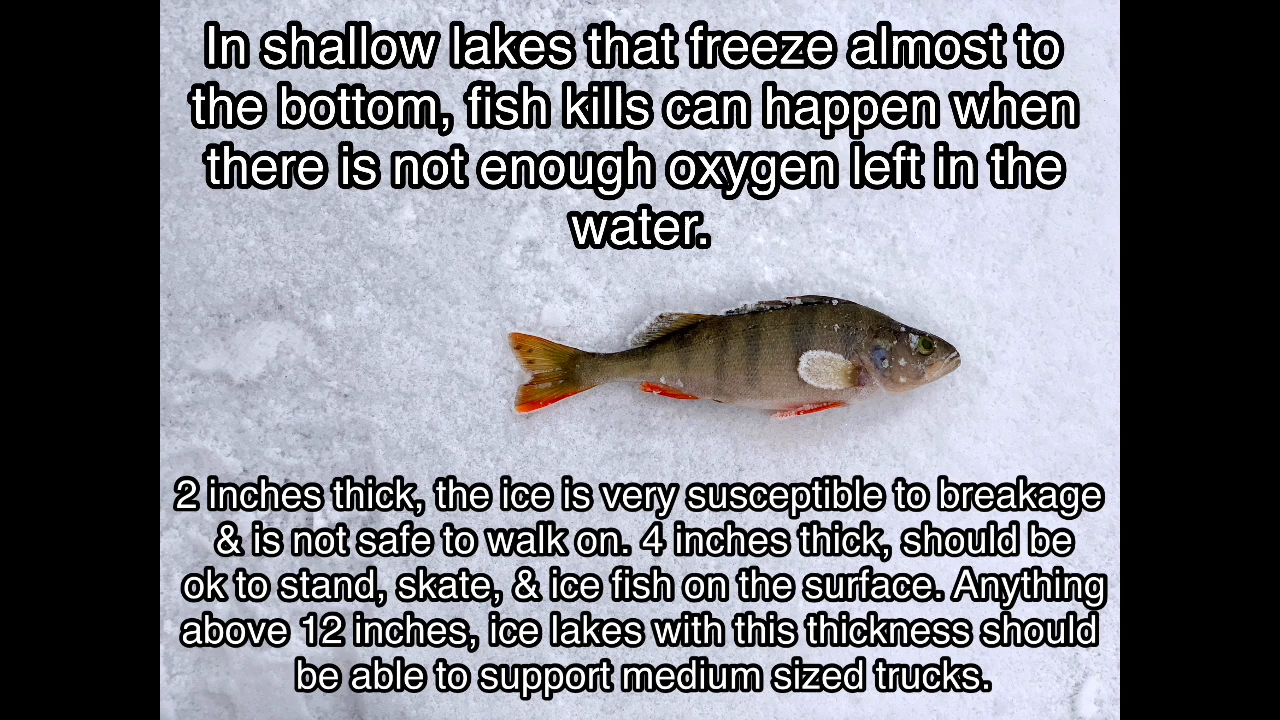 In shallow lakes that freeze almost to
the bottom, fish kills can happen when
there is not enough oxygen left in the
water.
2 inches thick, the ice is very susceptible to breakage
& is not safe to walk on. 4 inches thick, should be
ok to stand, skate, & ice fish on the surface. Anything
above 12 inches, ice lakes with this thickness should
be able to support medium sized trucks.